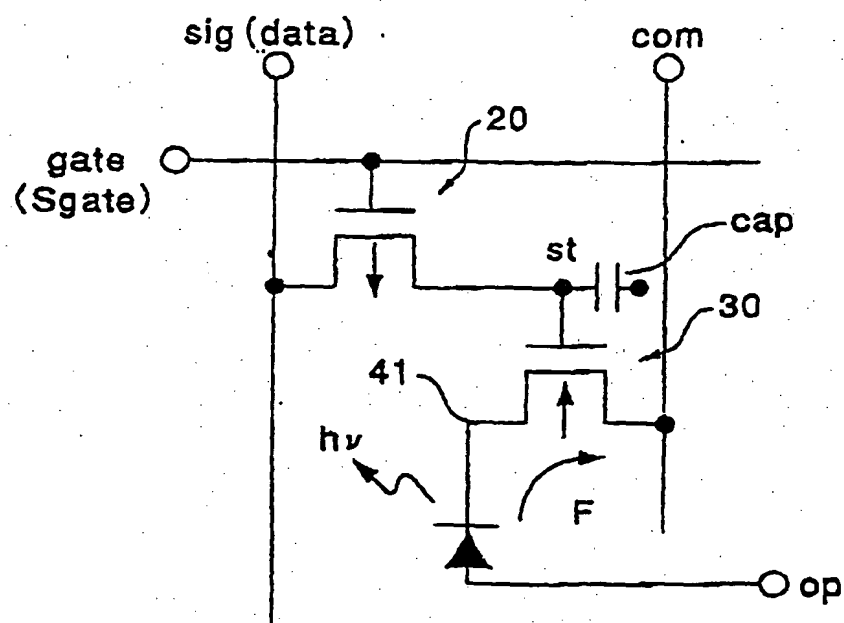 sig (data)
com
20
gate
(Sgate)
cap
st
30
41
hν
F
op